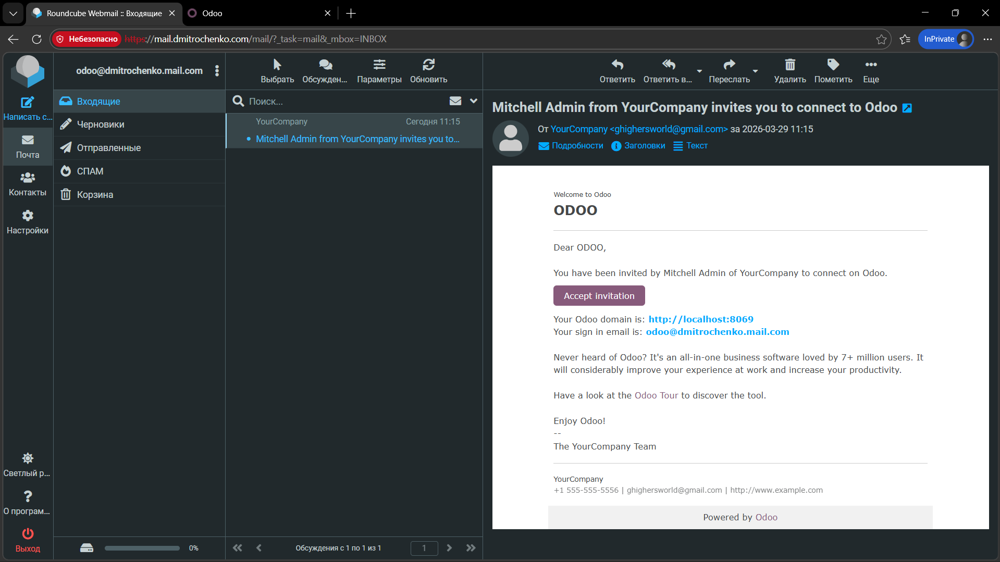 Roundcube Webmail :: Входящие
Odoo
Небезопасно
https://mail.dmitrochenko.com/mail/?_task=mail&_mbox=INBOX
InPrivate
odoo@dmitrochenko.mail.com
Выбрать
Обсужден...
Параметры
Обновить
Ответить
Ответить в...
Переслать
Удалить
Пометить
Еще
Написать с...
Почта
Контакты
Настройки
Светлый р...
О програм...
Выход
Входящие
Черновики
Отправленные
СПАМ
Корзина
0%
Поиск...
YourCompany
Сегодня 11:15
Mitchell Admin from YourCompany invites you to...
Обсуждения с 1 по 1 из 1
1
Mitchell Admin from YourCompany invites you to connect to Odoo
От YourCompany <ghighersworld@gmail.com> за 2026-03-29 11:15
Подробности
Заголовки
Текст
Welcome to Odoo
ODOO
Dear ODOO,
You have been invited by Mitchell Admin of YourCompany to connect on Odoo.
Accept invitation
Your Odoo domain is: http://localhost:8069
Your sign in email is: odoo@dmitrochenko.mail.com
Never heard of Odoo? It's an all-in-one business software loved by 7+ million users. It
will considerably improve your experience at work and increase your productivity.
Have a look at the Odoo Tour to discover the tool.
Enjoy Odoo!
--
The YourCompany Team
YourCompany
+1 555-555-5556 | ghighersworld@gmail.com | http://www.example.com
Powered by Odoo